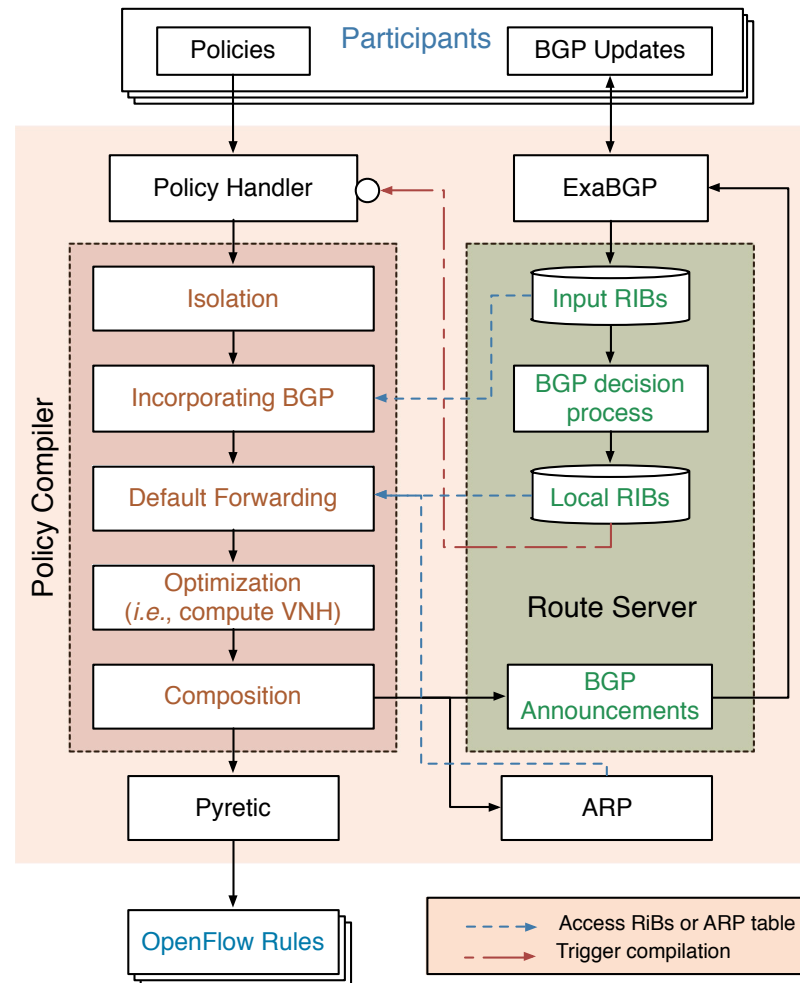 Participants
Policies
BGP Updates
Policy Handler
ExaBGP
Policy Compiler
Isolation
Incorporating BGP
Default Forwarding
Optimization
(i.e., compute VNH)
Composition
Input RIBs
BGP decision
process
Local RIBs
Route Server
BGP
Announcements
Pyretic
ARP
OpenFlow Rules
Access RiBs or ARP table
Trigger compilation